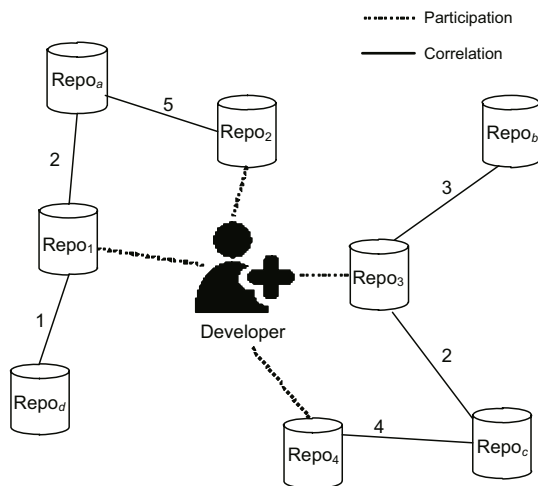 Participation
Correlation
Repoa
5
Repo2
Repob
2
3
Repo1
Repo3
Developer
1
2
Repod
4
Repo4
Repoc